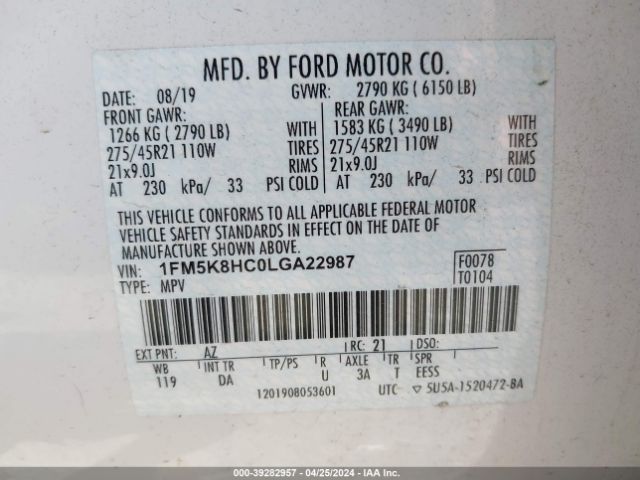 MFD. BY FORD MOTOR CO.
DATE: 08/19 GVWR: 2790 KG ( 6150 LB)
FRONT GAWR: REAR GAWR:
1266 KG ( 2790 LB) WITH 1583 KG ( 3490 LB) WITH
275/45R21 110W TIRES 275/45R21 110W TIRES
21x9.0J RIMS 21x9.0J RIMS
AT 230 kPa/ 33 PSI COLD AT 230 kPa/ 33 PSI COLD
THIS VEHICLE CONFORMS TO ALL APPLICABLE FEDERAL MOTOR
VEHICLE SAFETY STANDARDS IN EFFECT ON THE DATE OF
MANUFACTURE SHOWN ABOVE.
VIN: 1FM5K8HC0LGA22987 F0078
TYPE: MPV T0104
EXT PNT: AZ RC: 21 DSO:
WB INT TR TP/PS R AXLE TR SPR
119 DA U 3A T EESS
1201908053601 UTC ▽ 5U5A-1520472-BA
000-39282957 - 04/25/2024 - IAA Inc.